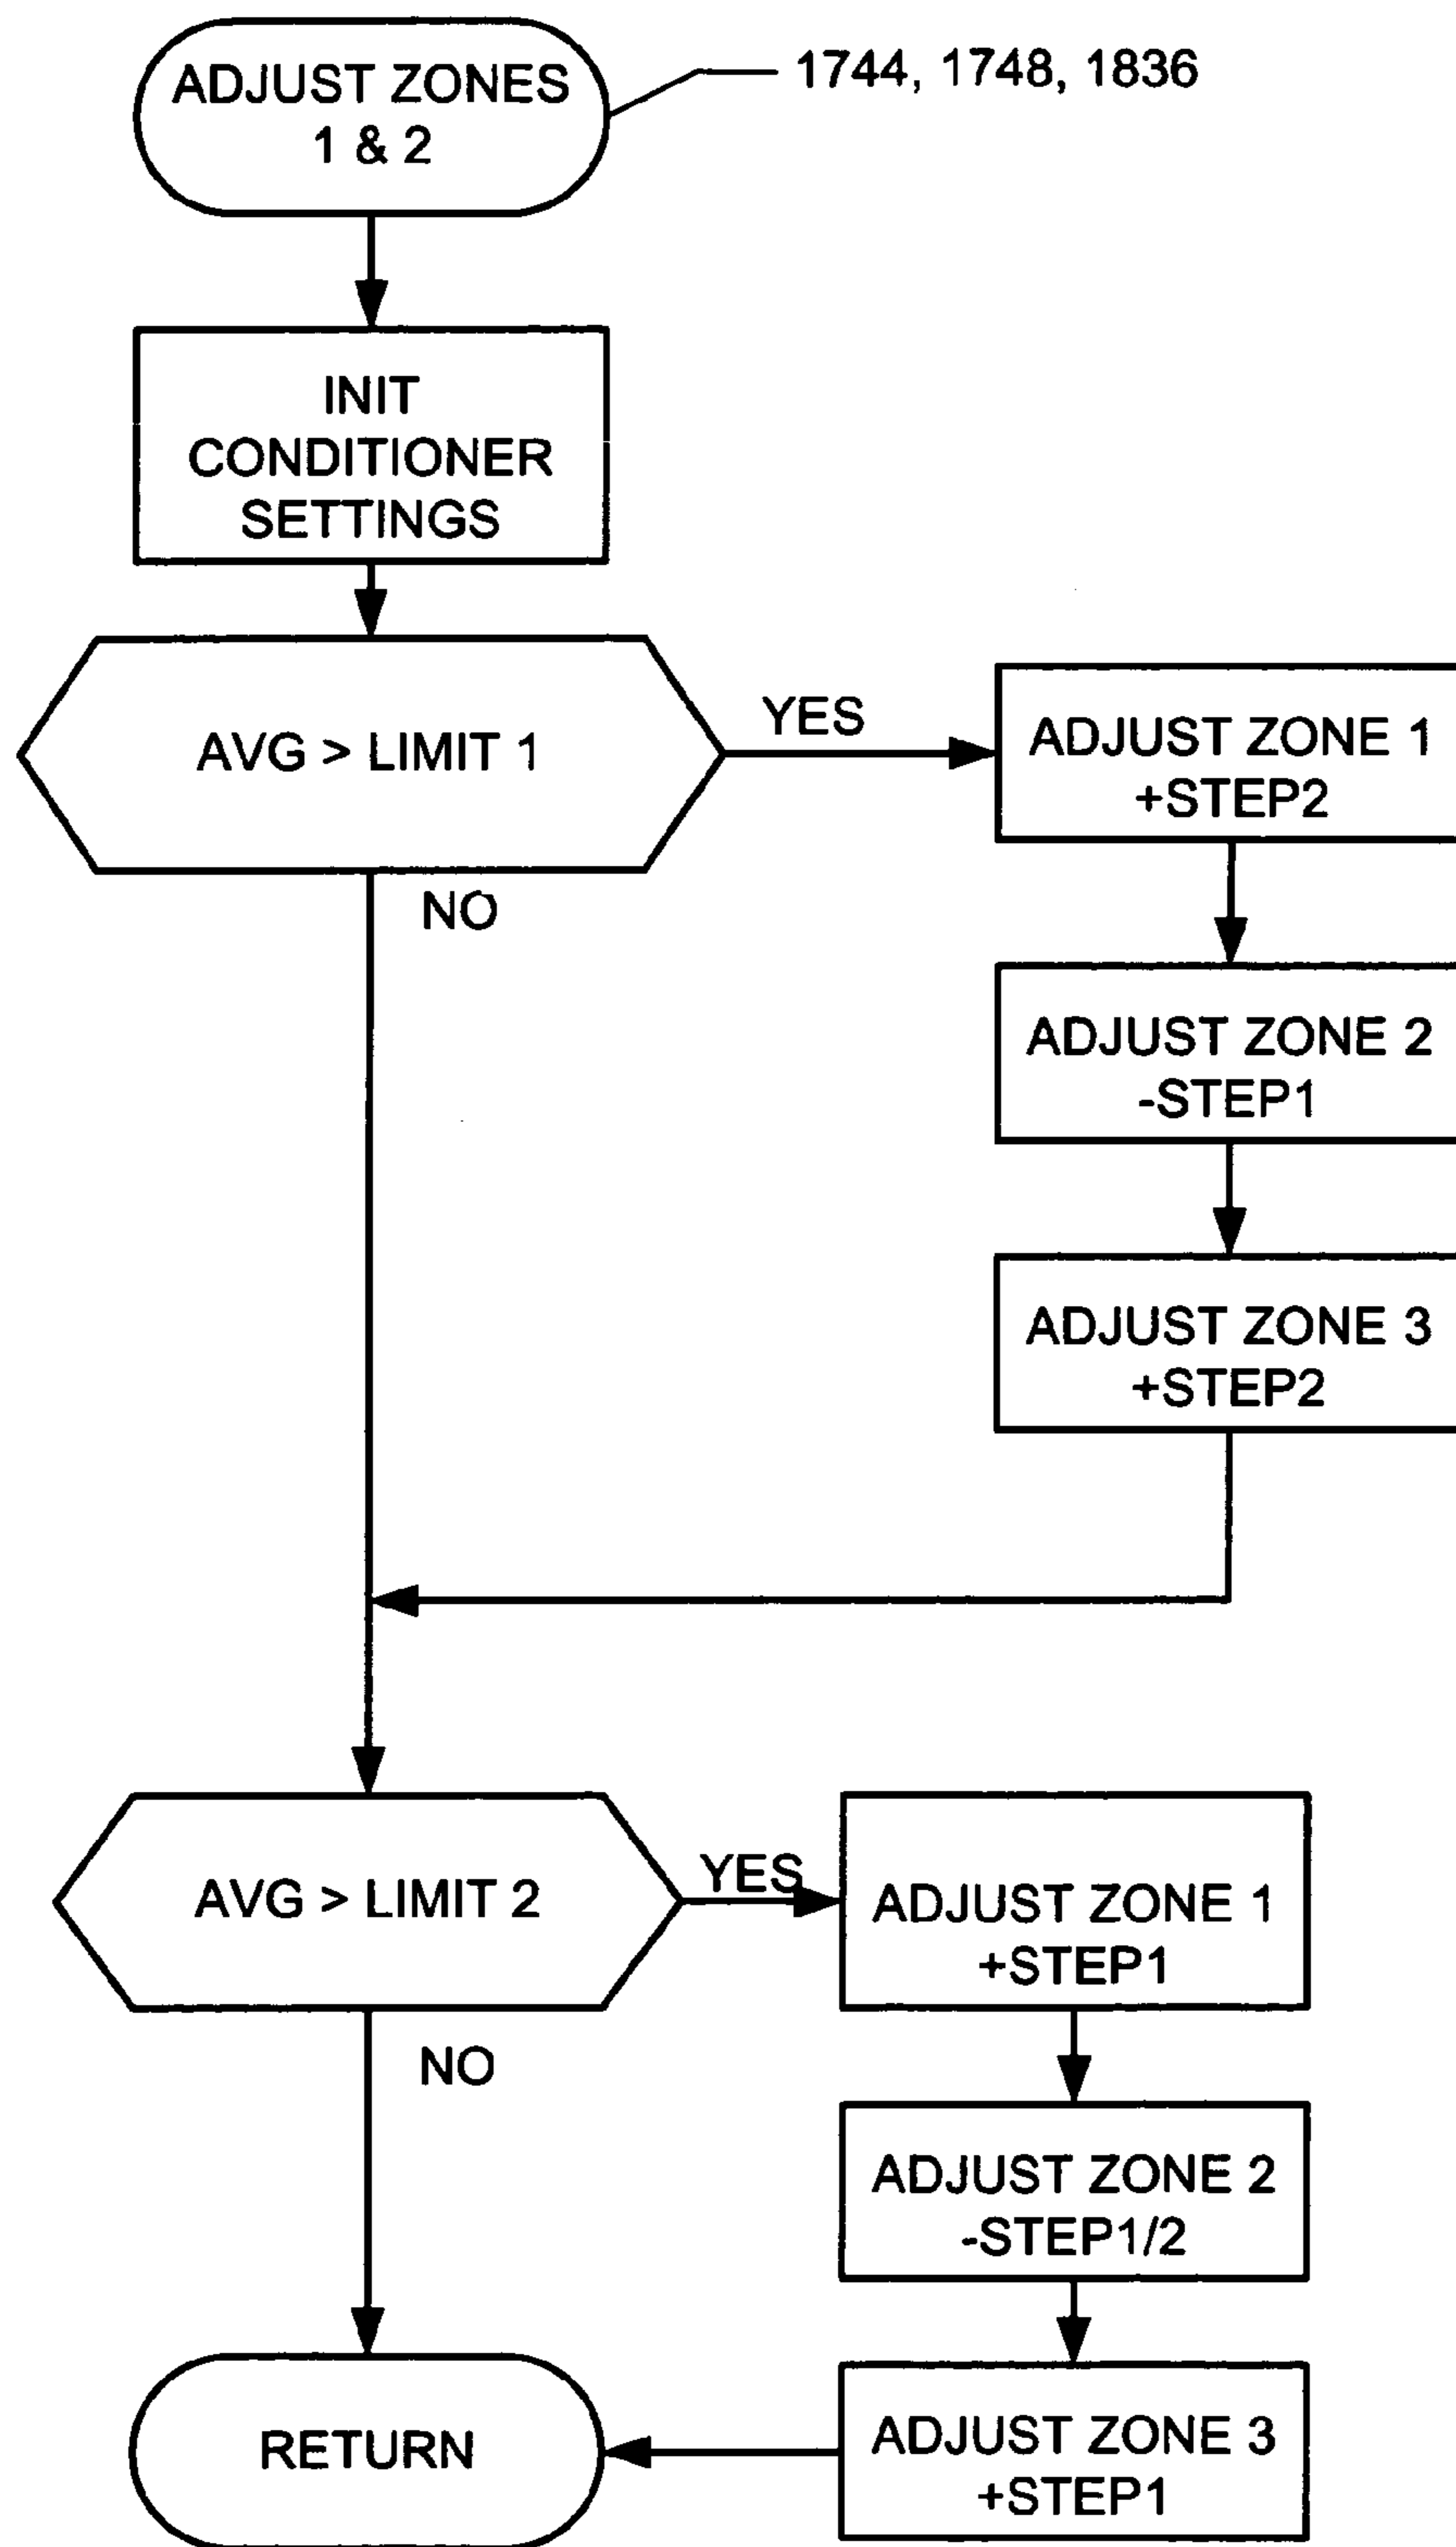 ADJUST ZONES
1 & 2
1744, 1748, 1836
INIT
CONDITIONER
SETTINGS
AVG > LIMIT 1
YES
NO
ADJUST ZONE 1
+STEP2
ADJUST ZONE 2
-STEP1
ADJUST ZONE 3
+STEP2
AVG > LIMIT 2
YES
NO
ADJUST ZONE 1
+STEP1
ADJUST ZONE 2
-STEP1/2
ADJUST ZONE 3
+STEP1
RETURN